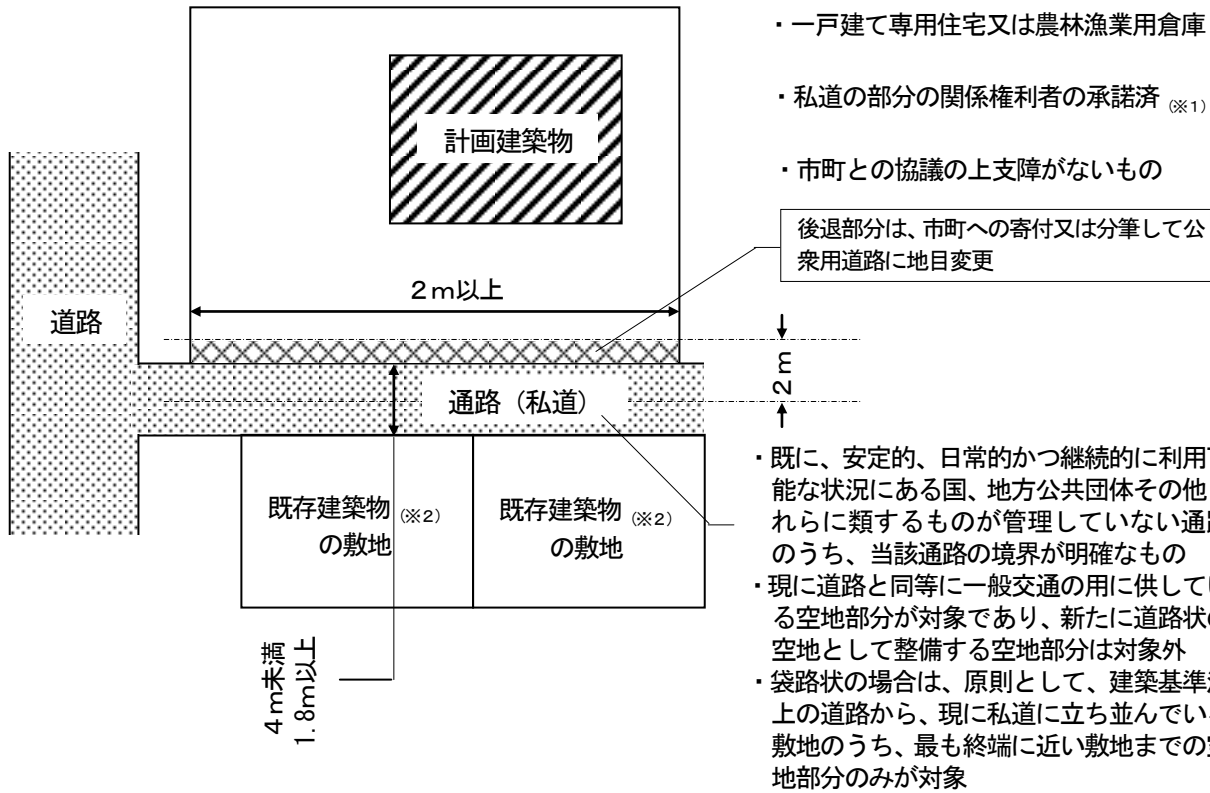 ・一戸建て専用住宅又は農林漁業用倉庫
・私道の部分の関係権利者の承諾済 (※1)
計画建築物
・市町との協議の上支障がないもの
後退部分は、市町への寄付又は分筆して公
衆用道路に地目変更
2m以上
道路
2m
通路（私道）
既存建築物 (※2)
の敷地
既存建築物 (※2)
の敷地
4m未満
1.8m以上
・既に、安定的、日常的かつ継続的に利用
能な状況にある国、地方公共団体その他
れらに類するものが管理していない通
のうち、当該通路の境界が明確なもの
・現に道路と同等に一般交通の用に供して
る空地部分が対象であり、新たに道路状
空地として整備する空地部分は対象外
・袋路状の場合は、原則として、建築基準
上の道路から、現に私道に立ち並んでい
敷地のうち、最も終端に近い敷地までの
地部分のみが対象